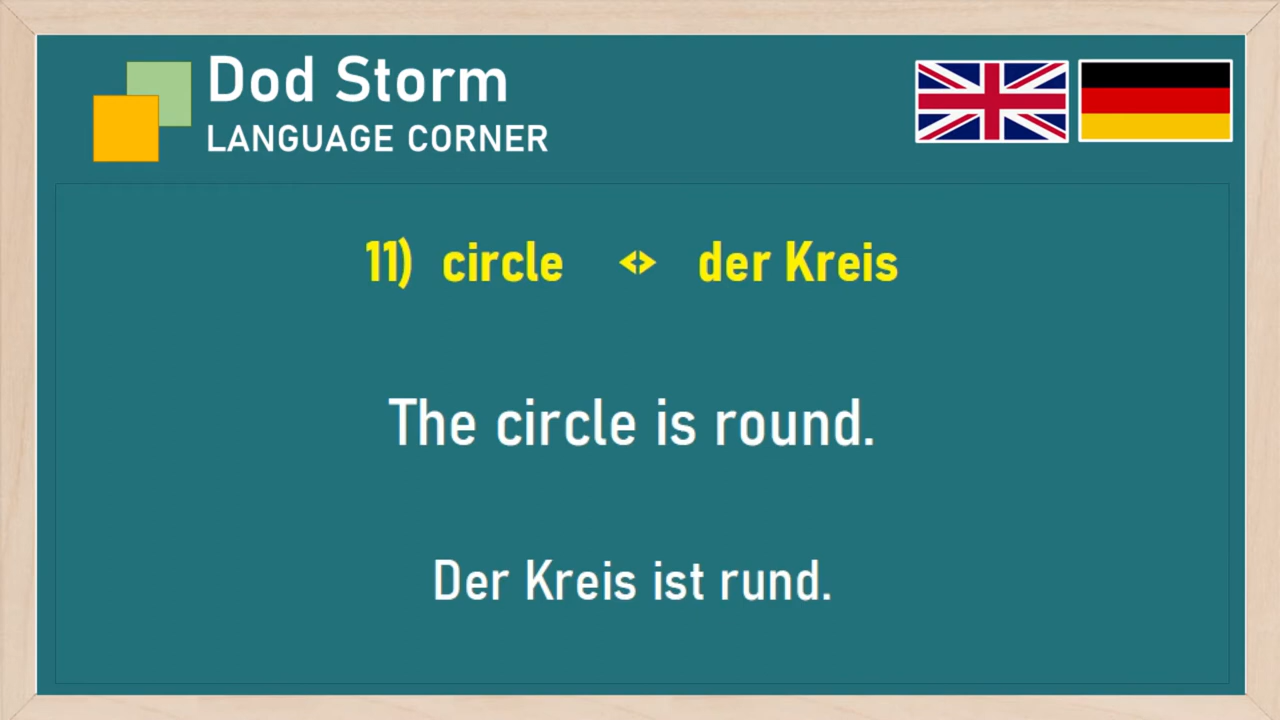 Dod Storm
LANGUAGE CORNER
11) circle <> der Kreis
The circle is round.
Der Kreis ist rund.